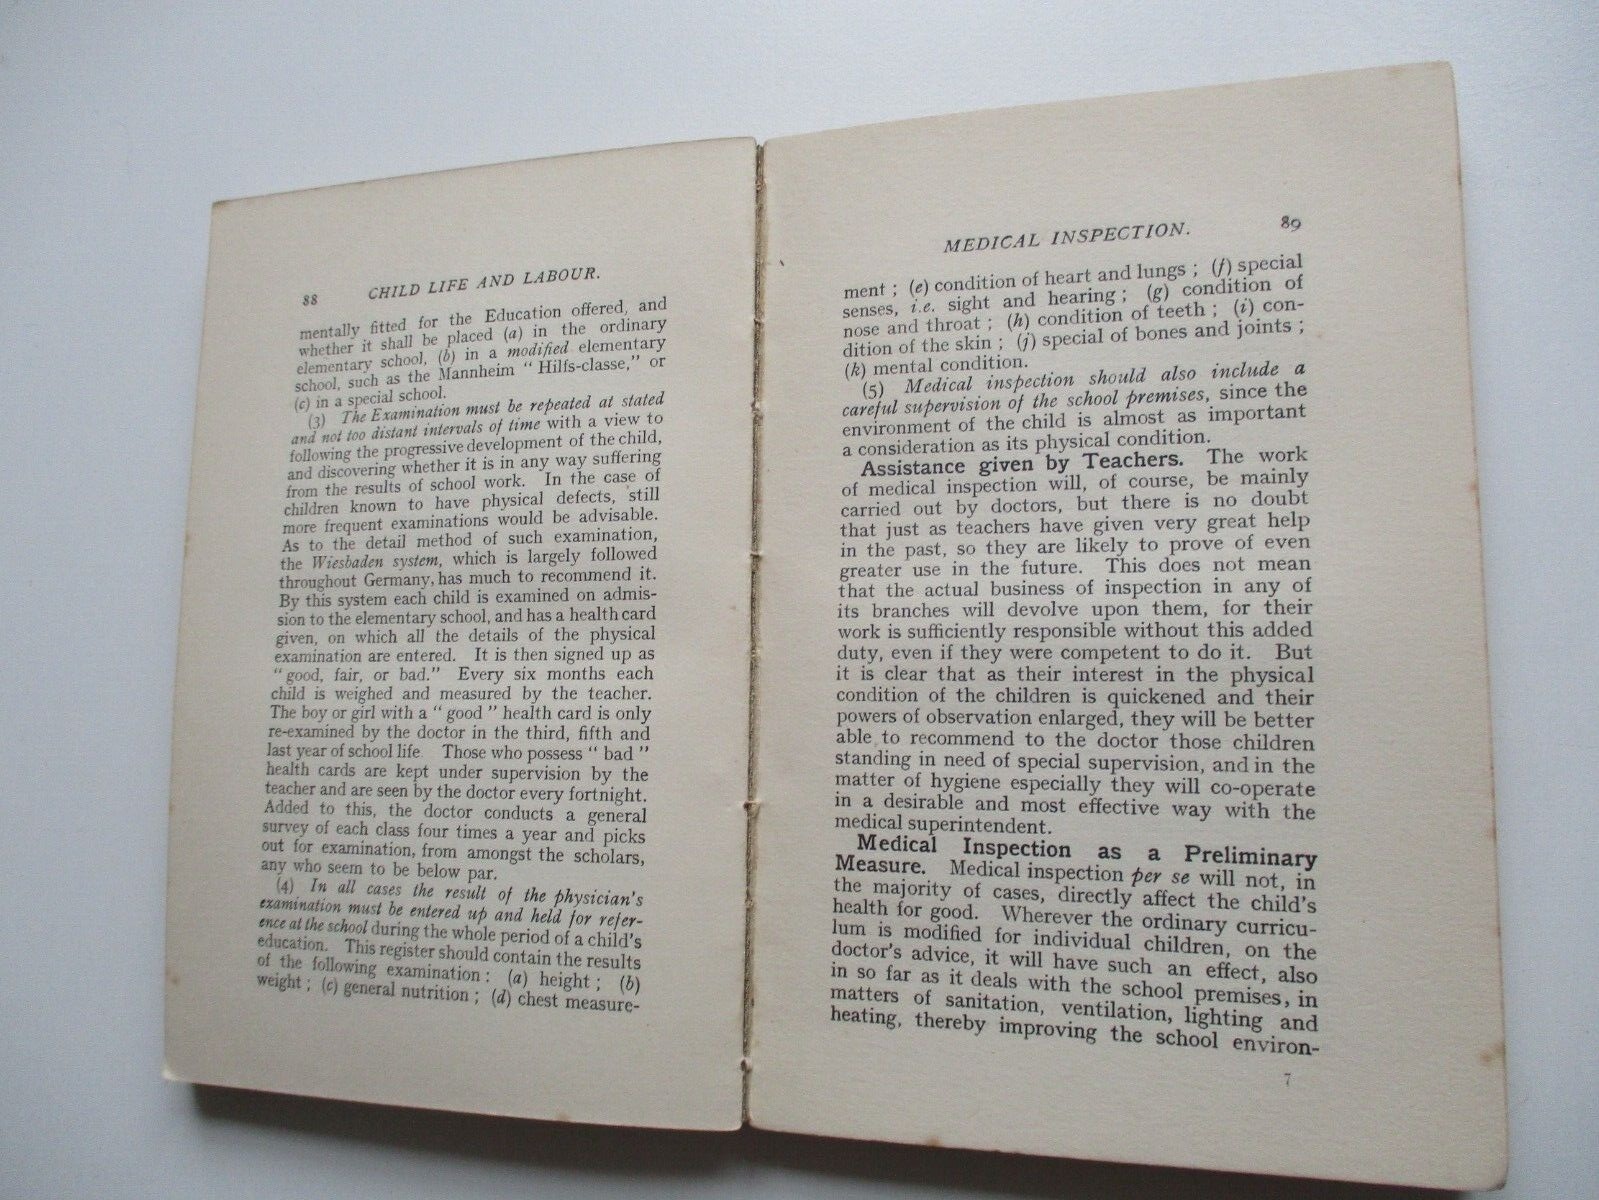 88 CHILD LIFE AND LABOUR.
mentally fitted for the Education offered, and
whether it shall be placed (a) in the ordinary
elementary school, (b) in a modified elementary
school, such as the Mannheim " Hilfs-classe," or
(c) in a special school.
(3) The Examination must be repeated at stated
and not too distant intervals of time with a view to
following the progressive development of the child,
and discovering whether it is in any way suffering
from the results of school work. In the case of
children known to have physical defects, still
more frequent examinations would be advisable.
As to the detail method of such examination,
the Wiesbaden system, which is largely followed
throughout Germany, has much to recommend it.
By this system each child is examined on admis-
sion to the elementary school, and has a health card
given, on which all the details of the physical
examination are entered. It is then signed up as
" good, fair, or bad." Every six months each
child is weighed and measured by the teacher.
The boy or girl with a " good " health card is only
re-examined by the doctor in the third, fifth and
last year of school life Those who possess " bad "
health cards are kept under supervision by the
teacher and are seen by the doctor every fortnight.
Added to this, the doctor conducts a general
survey of each class four times a year and picks
out for examination, from amongst the scholars,
any who seem to be below par.
(4) In all cases the result of the physician's
examination must be entered up and held for refer-
ence at the school during the whole period of a child's
education. This register should contain the results
of the following examination : (a) height ; (b)
weight ; (c) general nutrition ; (d) chest measure-
MEDICAL INSPECTION. 89
ment ; (e) condition of heart and lungs ; (f) special
senses, i.e. sight and hearing ; (g) condition of
nose and throat ; (h) condition of teeth ; (i) con-
dition of the skin ; (j) special of bones and joints ;
(k) mental condition.
(5) Medical inspection should also include a
careful supervision of the school premises, since the
environment of the child is almost as important
a consideration as its physical condition.
Assistance given by Teachers. The work
of medical inspection will, of course, be mainly
carried out by doctors, but there is no doubt
that just as teachers have given very great help
in the past, so they are likely to prove of even
greater use in the future. This does not mean
that the actual business of inspection in any of
its branches will devolve upon them, for their
work is sufficiently responsible without this added
duty, even if they were competent to do it. But
it is clear that as their interest in the physical
condition of the children is quickened and their
powers of observation enlarged, they will be better
able to recommend to the doctor those children
standing in need of special supervision, and in the
matter of hygiene especially they will co-operate
in a desirable and most effective way with the
medical superintendent.
Medical Inspection as a Preliminary
Measure. Medical inspection per se will not, in
the majority of cases, directly affect the child's
health for good. Wherever the ordinary curricu-
lum is modified for individual children, on the
doctor's advice, it will have such an effect, also
in so far as it deals with the school premises, in
matters of sanitation, ventilation, lighting and
heating, thereby improving the school environ-
7